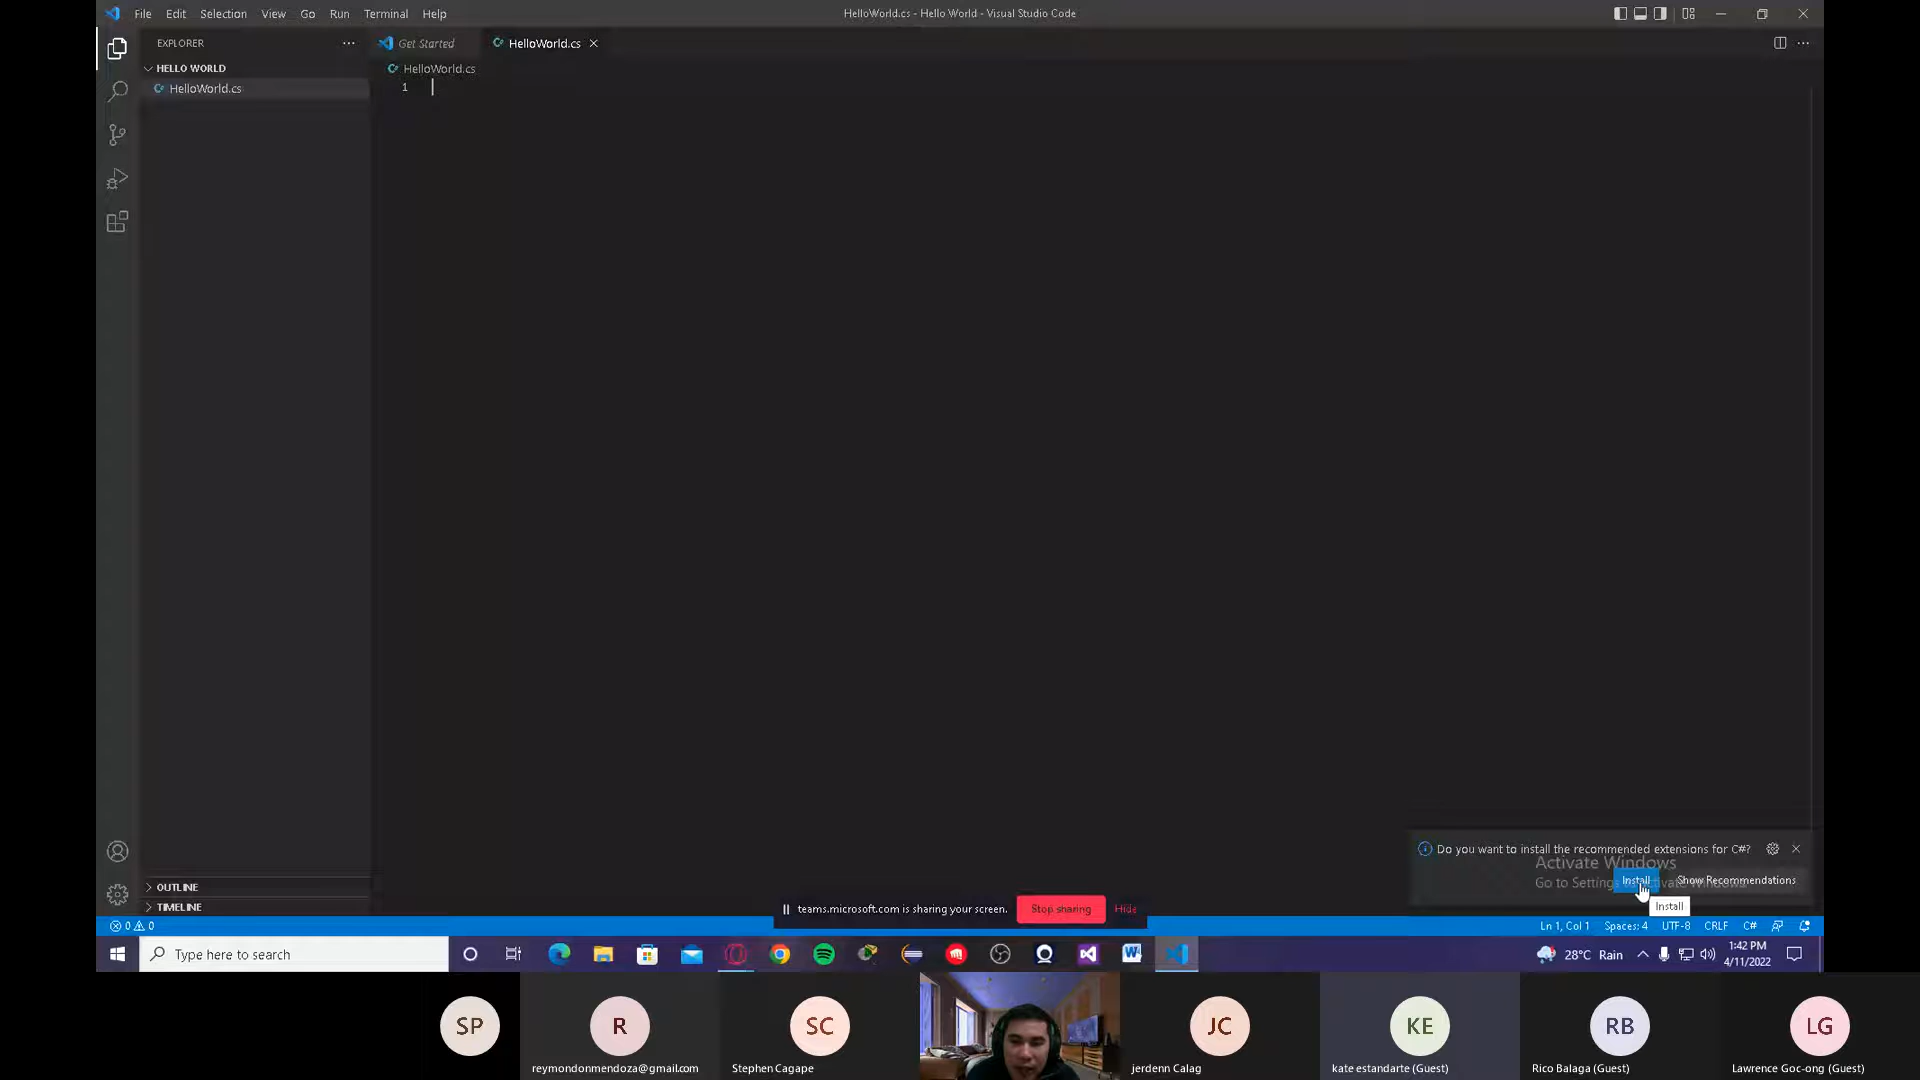 File Edit Selection View Go Run Terminal Help
HelloWorld.cs - Hello World - Visual Studio Code
EXPLORER
Get Started
HelloWorld.cs
HELLO WORLD
HelloWorld.cs
HelloWorld.cs
1
Do you want to install the recommended extensions for C#?
Activate Windows
Go to Settings to activate Windows.
Install
Show Recommendations
Install
OUTLINE
TIMELINE
teams.microsoft.com is sharing your screen.
Stop sharing
Hide
0 0
Ln 1, Col 1 Spaces: 4 UTF-8 CRLF C#
Type here to search
28°C Rain
1:42 PM
4/11/2022
SP
R
SC
JC
KE
RB
LG
reymondonmendoza@gmail.com
Stephen Cagape
jerdenn Calag
kate estandarte (Guest)
Rico Balaga (Guest)
Lawrence Goc-ong (Guest)